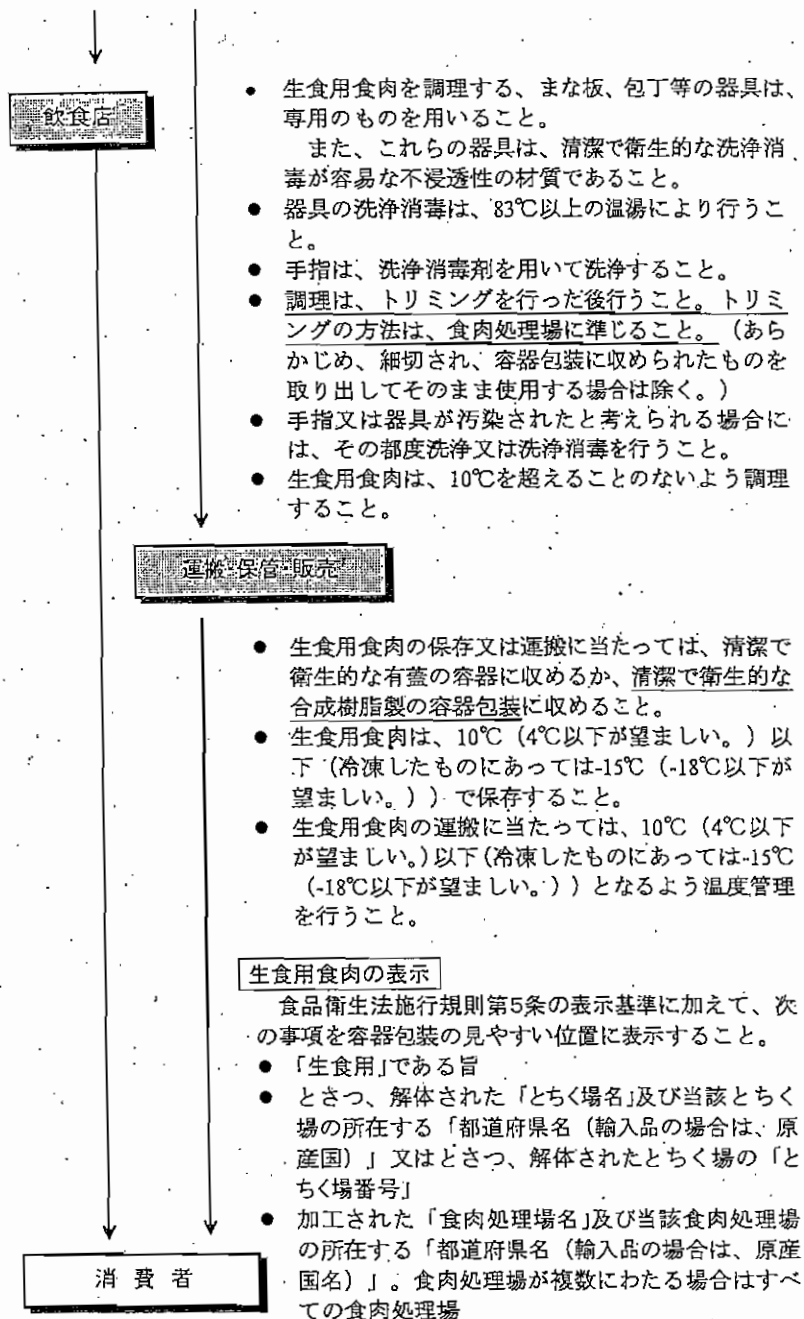 飲食店
● 生食用食肉を調理する、まな板、包丁等の器具は、
専用のものを用いること。
また、これらの器具は、清潔で衛生的な洗浄消
毒が容易な不浸透性の材質であること。
● 器具の洗浄消毒は、83℃以上の温湯により行うこ
と。
● 手指は、洗浄消毒剤を用いて洗浄すること。
● 調理は、トリミングを行った後行うこと。トリミ
ングの方法は、食肉処理場に準じること。（あら
かじめ、細切され、容器包装に収められたものを
取り出してそのまま使用する場合は除く。）
● 手指又は器具が汚染されたと考えられる場合に
は、その都度洗浄又は洗浄消毒を行うこと。
● 生食用食肉は、10℃を超えることのないよう調理
すること。
運搬・保管・販売
● 生食用食肉の保存又は運搬に当たっては、清潔で
衛生的な有蓋の容器に収めるか、清潔で衛生的な
合成樹脂製の容器包装に収めること。
● 生食用食肉は、10℃（4℃以下が望ましい。）以
下（冷凍したものにあっては-15℃（-18℃以下が
望ましい。））で保存すること。
● 生食用食肉の運搬に当たっては、10℃（4℃以下
が望ましい。）以下（冷凍したものにあっては-15℃
（-18℃以下が望ましい。））となるよう温度管理
を行うこと。
生食用食肉の表示
食品衛生法施行規則第5条の表示基準に加えて、次
の事項を容器包装の見やすい位置に表示すること。
● 「生食用」である旨
● とさつ、解体された「とちく場名」及び当該とちく
場の所在する「都道府県名（輸入品の場合は、原
産国）」又はとさつ、解体されたとちく場の「と
ちく場番号」
● 加工された「食肉処理場名」及び当該食肉処理場
の所在する「都道府県名（輸入品の場合は、原産
国名）」。食肉処理場が複数にわたる場合はすべ
ての食肉処理場
消費者